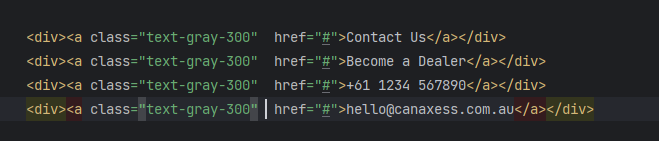 <div><a class="text-gray-300"  href="#">Contact Us</a></div>
<div><a class="text-gray-300"  href="#">Become a Dealer</a></div>
<div><a class="text-gray-300"  href="#">+61 1234 567890</a></div>
<div><a class="text-gray-300"  href="#">hello@canaxess.com.au</a></div>